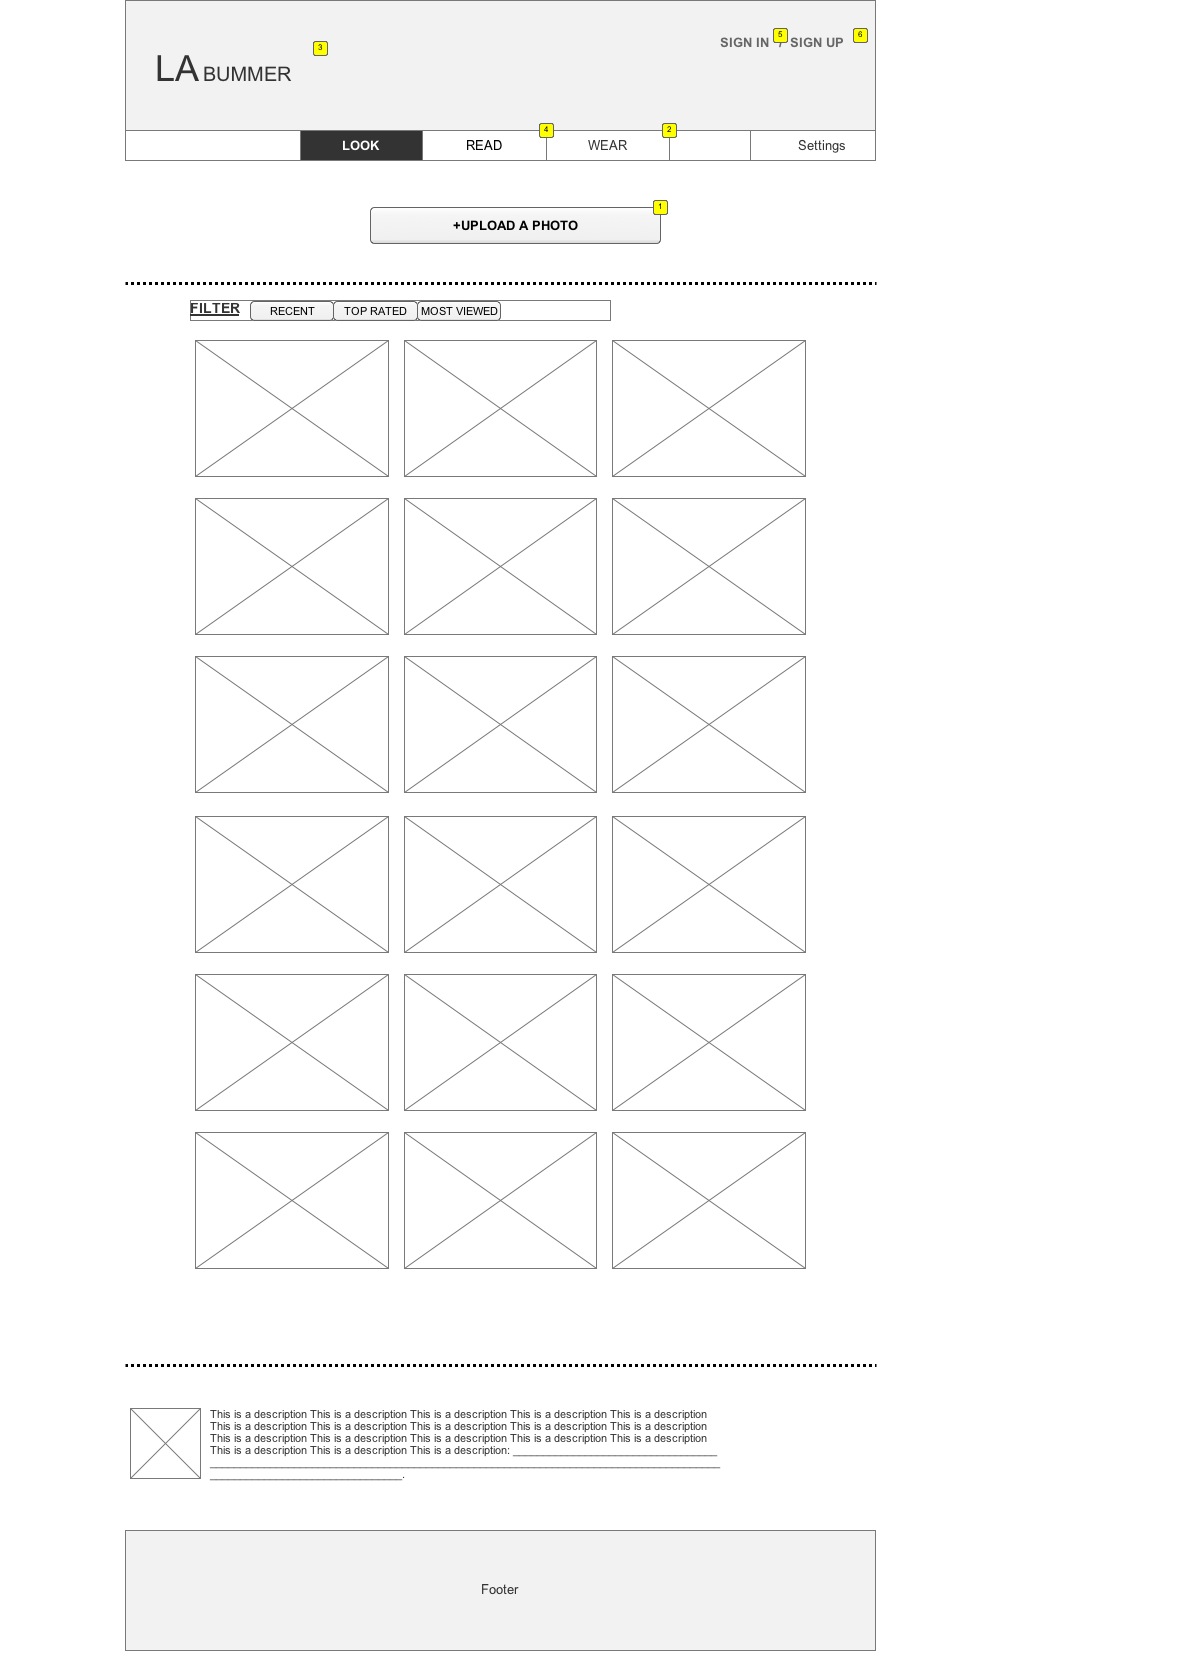 SIGN IN / SIGN UP
5
6
3
LA BUMMER
4
2
LOOK READ WEAR Settings
1
+UPLOAD A PHOTO
FILTER RECENT TOP RATED MOST VIEWED
This is a description This is a description This is a description This is a description This is a description
This is a description This is a description This is a description This is a description This is a description
This is a description This is a description This is a description This is a description This is a description
This is a description This is a description This is a description: __________________________________
_____________________________________________________________________________________
________________________________.
Footer